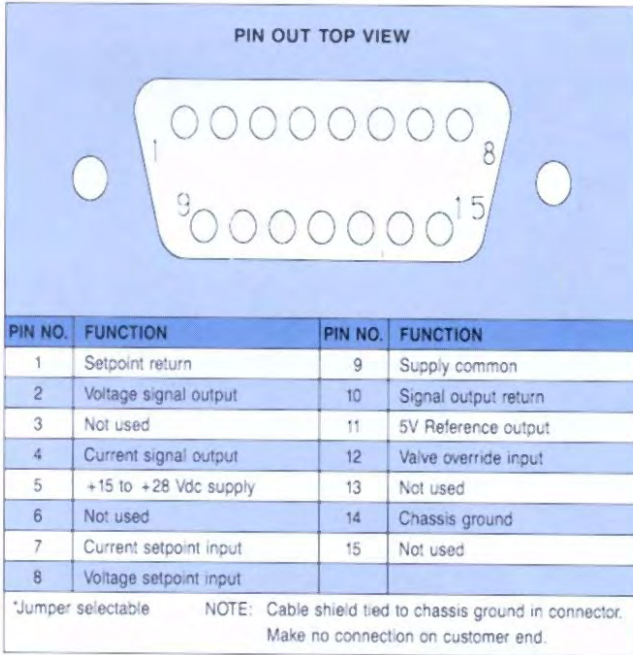 PIN OUT TOP VIEW
1
8
9
15
PIN NO. FUNCTION PIN NO. FUNCTION
1 Setpoint return 9 Supply common
2 Voltage signal output 10 Signal output return
3 Not used 11 5V Reference output
4 Current signal output 12 Valve override input
5 +15 to +28 Vdc supply 13 Not used
6 Not used 14 Chassis ground
7 Current setpoint input 15 Not used
8 Voltage setpoint input
*Jumper selectable NOTE: Cable shield tied to chassis ground in connector.
Make no connection on customer end.